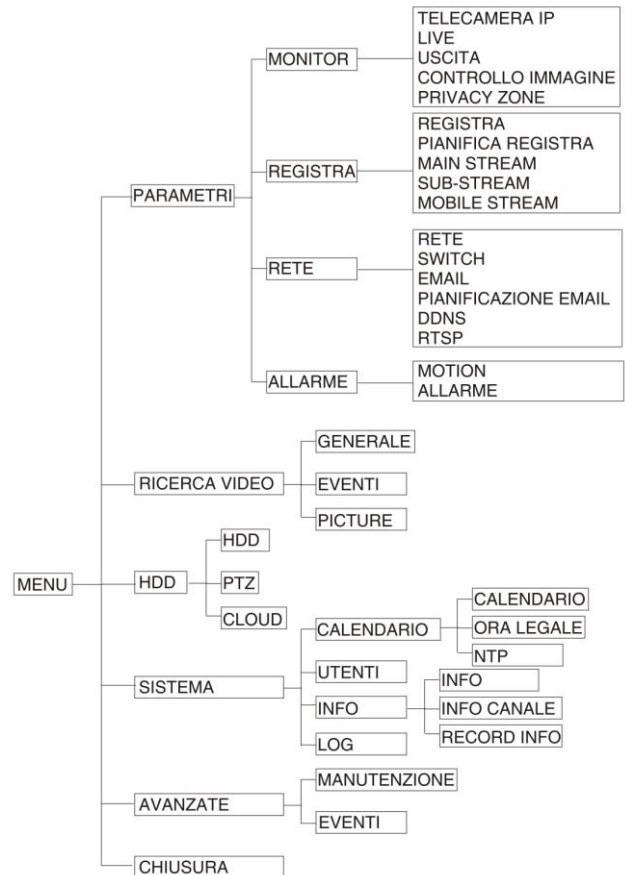 MENU
PARAMETRI
MONITOR
TELECAMERA IP
LIVE
USCITA
CONTROLLO IMMAGINE
PRIVACY ZONE
REGISTRA
REGISTRA
PIANIFICA REGISTRA
MAIN STREAM
SUB-STREAM
MOBILE STREAM
RETE
RETE
SWITCH
EMAIL
PIANIFICAZIONE EMAIL
DDNS
RTSP
ALLARME
MOTION
ALLARME
RICERCA VIDEO
GENERALE
EVENTI
PICTURE
HDD
HDD
PTZ
CLOUD
SISTEMA
CALENDARIO
CALENDARIO
ORA LEGALE
NTP
UTENTI
INFO
INFO
INFO CANALE
RECORD INFO
LOG
AVANZATE
MANUTENZIONE
EVENTI
CHIUSURA